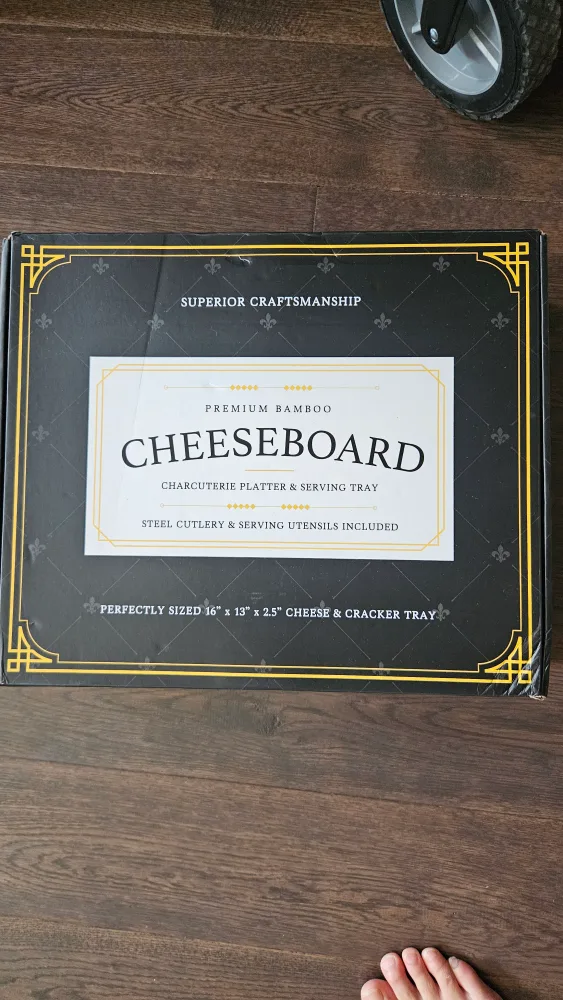 SUPERIOR CRAFTSMANSHIP
PREMIUM BAMBOO
CHEESEBOARD
CHARCUTERIE PLATTER & SERVING TRAY
STEEL CUTLERY & SERVING UTENSILS INCLUDED
PERFECTLY SIZED 16” x 13” x 2.5” CHEESE & CRACKER TRAY